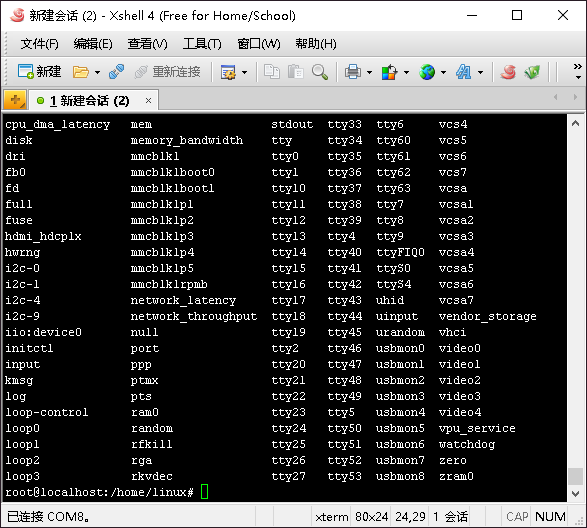 新建会话 (2) - Xshell 4 (Free for Home/School)
文件(F) 编辑(E) 查看(V) 工具(T) 窗口(W) 帮助(H)
新建 重新连接
1 新建会话 (2)
cpu_dma_latency mem stdout tty33 tty6 vcs4
disk memory_bandwidth tty tty34 tty60 vcs5
dri mmcblk1 tty0 tty35 tty61 vcs6
fb0 mmcblk1boot0 tty1 tty36 tty62 vcs7
fd mmcblk1boot1 tty10 tty37 tty63 vcsa
full mmcblk1p1 tty11 tty38 tty7 vcsa1
fuse mmcblk1p2 tty12 tty39 tty8 vcsa2
hdmi_hdcp1x mmcblk1p3 tty13 tty4 tty9 vcsa3
hwrng mmcblk1p4 tty14 tty40 ttyFIQ0 vcsa4
i2c-0 mmcblk1p5 tty15 tty41 ttyS0 vcsa5
i2c-1 mmcblk1rpmb tty16 tty42 ttyS4 vcsa6
i2c-4 network_latency tty17 tty43 uhid vcsa7
i2c-9 network_throughput tty18 tty44 uinput vendor_storage
iio:device0 null tty19 tty45 urandom vhci
initctl port tty2 tty46 usbmon0 video0
input ppp tty20 tty47 usbmon1 video1
kmsg ptmx tty21 tty48 usbmon2 video2
log pts tty22 tty49 usbmon3 video3
loop-control ram0 tty23 tty5 usbmon4 video4
loop0 random tty24 tty50 usbmon5 vpu_service
loop1 rfkill tty25 tty51 usbmon6 watchdog
loop2 rga tty26 tty52 usbmon7 zero
loop3 rkvdec tty27 tty53 usbmon8 zram0
root@localhost:/home/linux#
已连接 COM8。 xterm 80x24 24,29 1 会话 CAP NUM